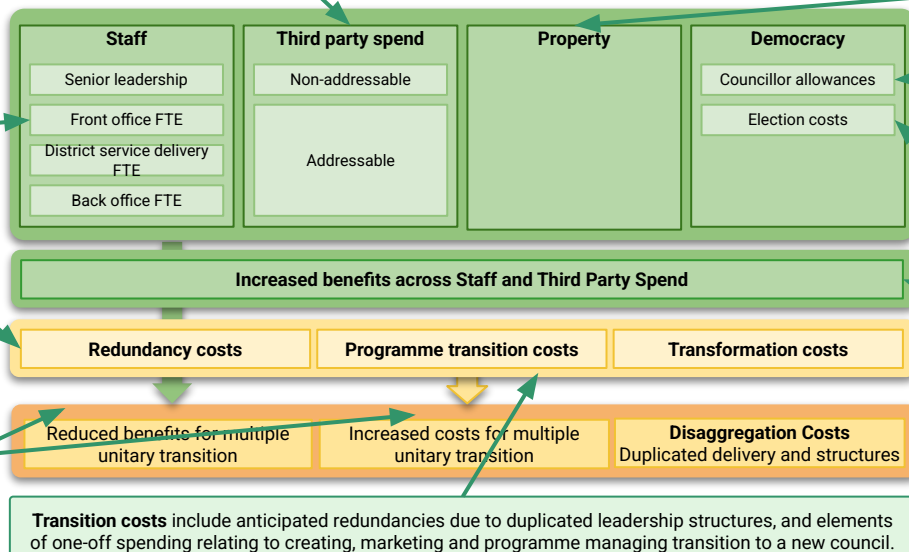 Staff
Third party spend
Property
Democracy
Senior leadership
Non-addressable
Councillor allowances
Front office FTE
Addressable
Election costs
District service delivery
FTE
Back office FTE
Increased benefits across Staff and Third Party Spend
Redundancy costs
Programme transition costs
Transformation costs
Reduced benefits for multiple
unitary transition
Increased costs for multiple
unitary transition
Disaggregation Costs
Duplicated delivery and structures
Transition costs include anticipated redundancies due to duplicated leadership structures, and elements
of one-off spending relating to creating, marketing and programme managing transition to a new council.